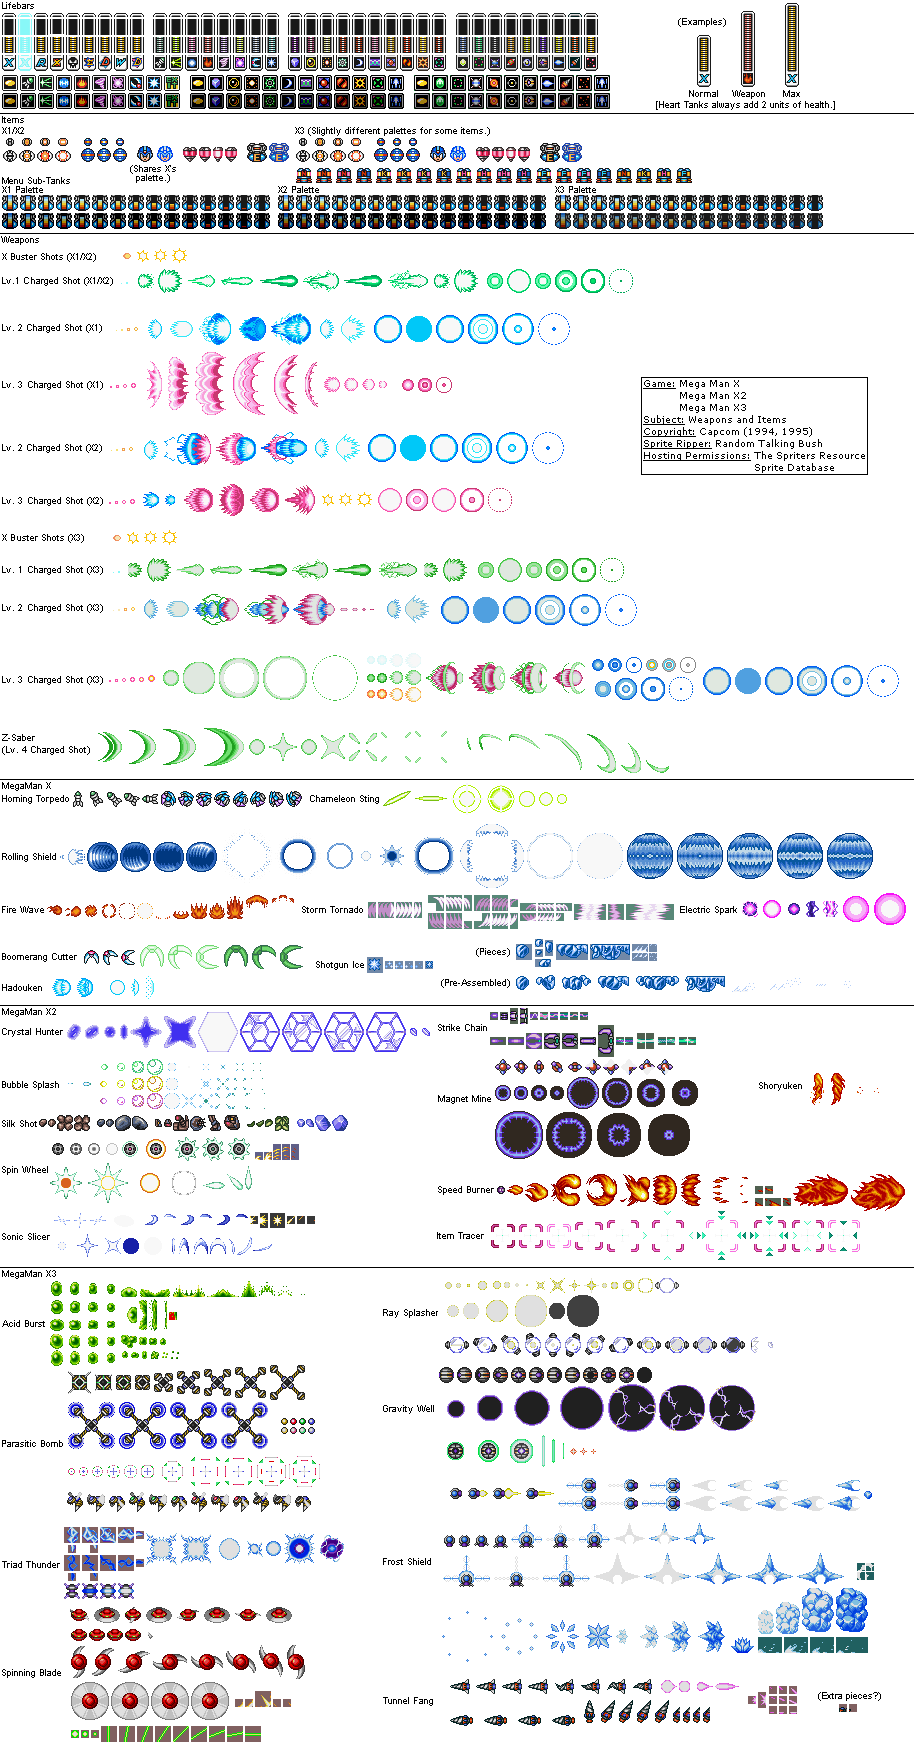 Lifebars
(Examples)
Normal
Weapon
Max
[Heart Tanks always add 2 units of health.]
Items
X1/X2
X3 (Slightly different palettes for some items.)
(Shares X's
palette.)
Menu Sub-Tanks
X1 Palette
X2 Palette
X3 Palette
Weapons
X Buster Shots (X1/X2)
Lv.1 Charged Shot (X1/X2)
Lv. 2 Charged Shot (X1)
Lv. 3 Charged Shot (X1)
Game: Mega Man X
Mega Man X2
Mega Man X3
Subject: Weapons and Items
Copyright: Capcom (1994, 1995)
Sprite Ripper: Random Talking Bush
Hosting Permissions: The Spriters Resource
Sprite Database
Lv. 2 Charged Shot (X2)
Lv. 3 Charged Shot (X2)
X Buster Shots (X3)
Lv. 1 Charged Shot (X3)
Lv. 2 Charged Shot (X3)
Lv. 3 Charged Shot (X3)
Z-Saber
(Lv. 4 Charged Shot)
MegaMan X
Homing Torpedo
Chameleon Sting
Rolling Shield
Fire Wave
Storm Tornado
Electric Spark
Boomerang Cutter
Shotgun Ice
(Pieces)
(Pre-Assembled)
Hadouken
MegaMan X2
Crystal Hunter
Strike Chain
Bubble Splash
Magnet Mine
Shoryuken
Silk Shot
Spin Wheel
Speed Burner
Sonic Slicer
Item Tracer
MegaMan X3
Acid Burst
Ray Splasher
Gravity Well
Parasitic Bomb
Triad Thunder
Frost Shield
Spinning Blade
Tunnel Fang
(Extra pieces?)